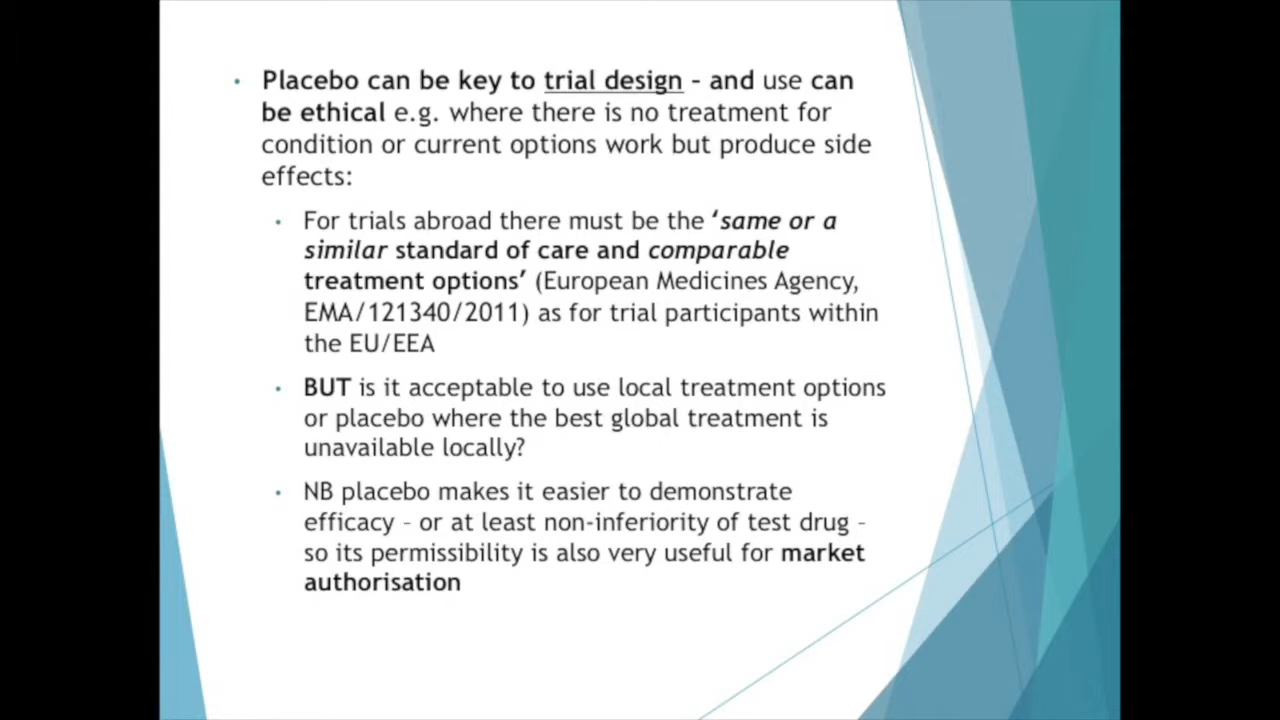 • Placebo can be key to trial design – and use can
be ethical e.g. where there is no treatment for
condition or current options work but produce side
effects:
• For trials abroad there must be the ‘same or a
similar standard of care and comparable
treatment options’ (European Medicines Agency,
EMA/121340/2011) as for trial participants within
the EU/EEA
• BUT is it acceptable to use local treatment options
or placebo where the best global treatment is
unavailable locally?
• NB placebo makes it easier to demonstrate
efficacy – or at least non-inferiority of test drug –
so its permissibility is also very useful for market
authorisation